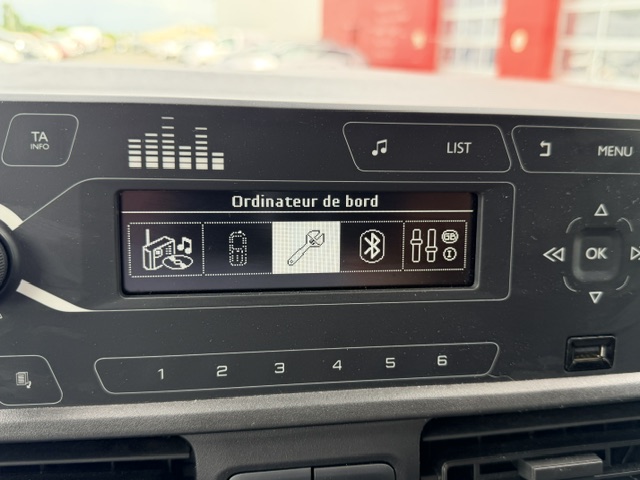 TA
INFO
LIST
MENU
Ordinateur de bord
OK
1 2 3 4 5 6